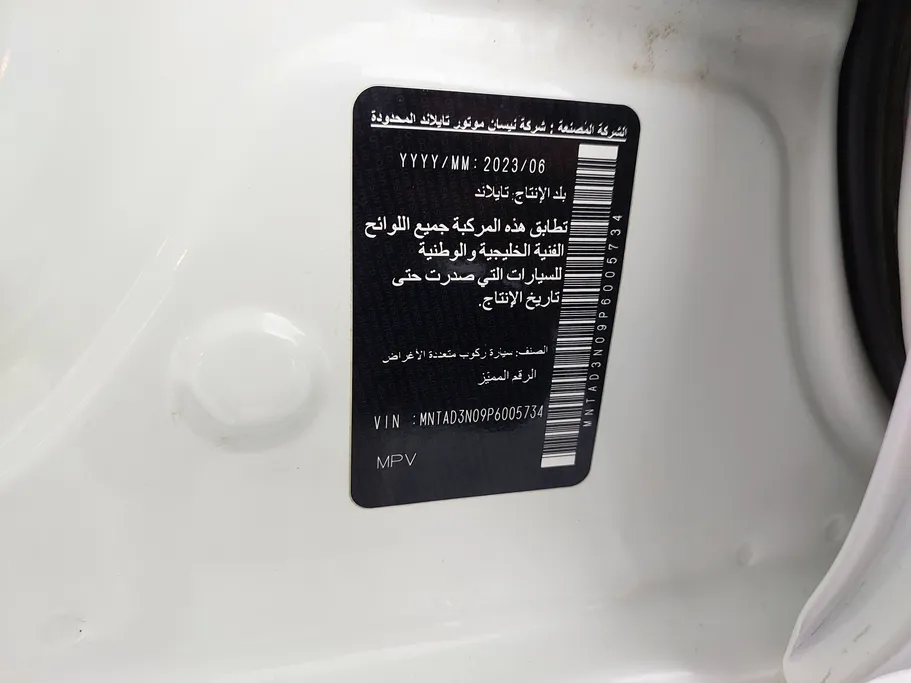 الشركة المصنعة : شركة نيسان موتور تايلاند المحدودة
YYYY/MM: 2023/06
بلد الإنتاج: تايلاند
تطابق هذه المركبة جميع اللوائح
الفنية الخليجية والوطنية
للسيارات التي صدرت حتى
تاريخ الإنتاج.
الصنف: سيارة ركوب متعددة الأغراض
الرقم المميّز
VIN :MNTAD3N09P6005734
MPV
MNTAD3N09P6005734